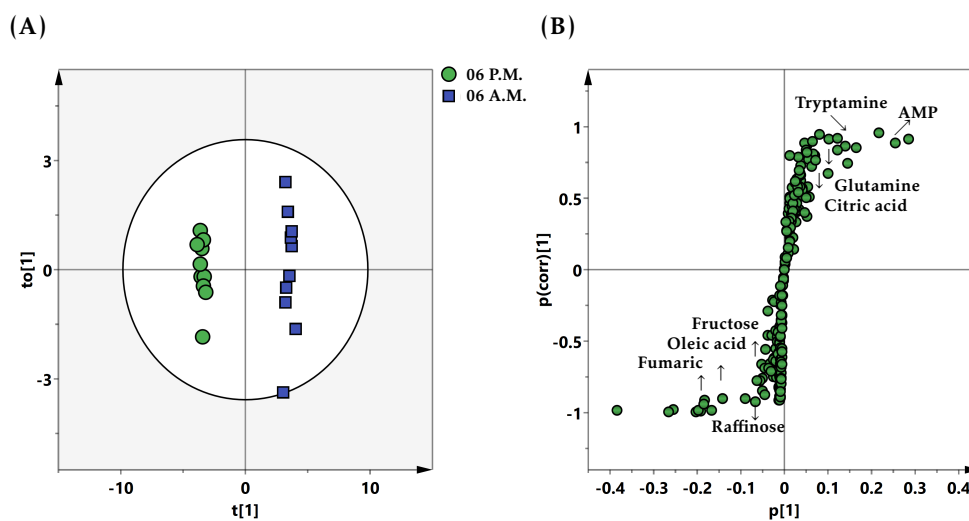 (A)
(B)
06 P.M.
06 A.M.
3
0
-3
-10
0
10
to[1]
t[1]
Tryptamine
AMP
1
0.5
0
-0.5
-1
Glutamine
Citric acid
Fructose
Oleic acid
Fumaric
Raffinose
p(corr)[1]
-0.4
-0.3
-0.2
-0.1
0
0.1
0.2
0.3
0.4
p[1]